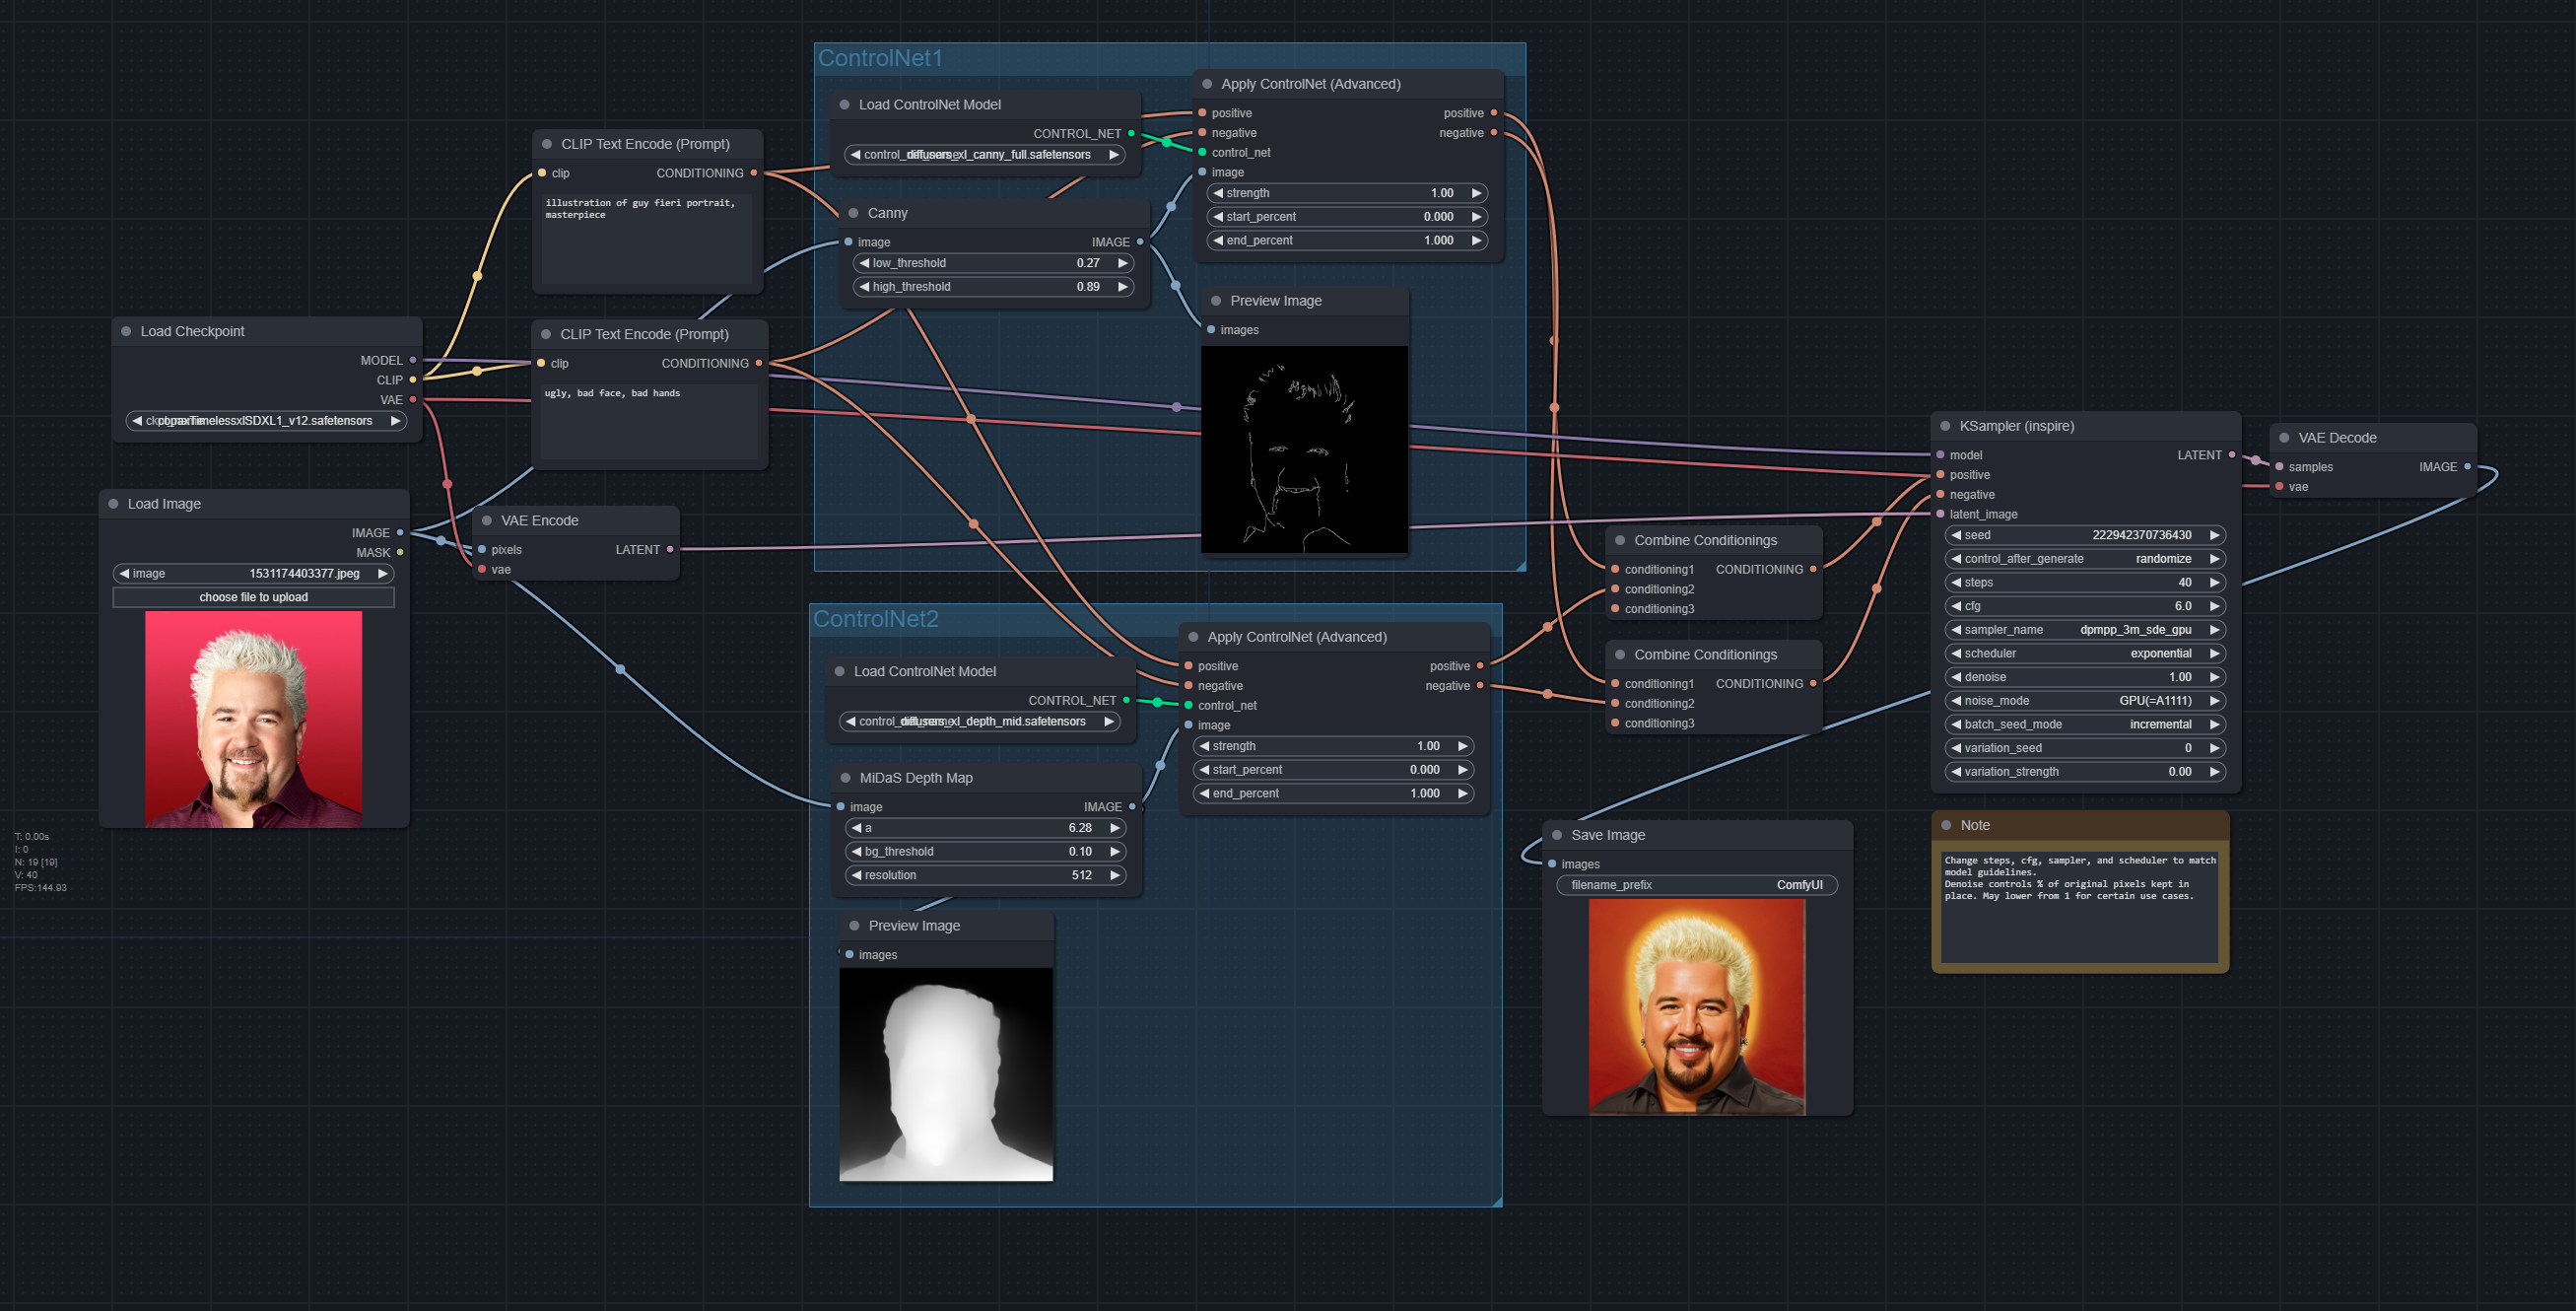 ControlNet1
Load ControlNet Model
CONTROL_NET
diffusers_xl_canny_full.safetensors
Apply ControlNet (Advanced)
positive positive
negative negative
control_net
image
strength 1.00
start_percent 0.000
end_percent 1.000
CLIP Text Encode (Prompt)
clip CONDITIONING
illustration of guy fieri portrait,
masterpiece
Canny
image IMAGE
low_threshold 0.27
high_threshold 0.89
Preview Image
images
Load Checkpoint
MODEL
CLIP
VAE
TimelessxlSDXL1_v12.safetensors
CLIP Text Encode (Prompt)
clip CONDITIONING
ugly, bad face, bad hands
Load Image
IMAGE
MASK
image 1531174403377.jpeg
choose file to upload
VAE Encode
pixels LATENT
vae
T: 0.00s
I: 0
N: 19 [19]
V: 40
FPS:144.93
ControlNet2
Load ControlNet Model
CONTROL_NET
diffusers_xl_depth_mid.safetensors
Apply ControlNet (Advanced)
positive positive
negative negative
control_net
image
strength 1.00
start_percent 0.000
end_percent 1.000
MiDaS Depth Map
image IMAGE
a 6.28
bg_threshold 0.10
resolution 512
Preview Image
images
Combine Conditionings
conditioning1 CONDITIONING
conditioning2
conditioning3
Combine Conditionings
conditioning1 CONDITIONING
conditioning2
conditioning3
KSampler (inspire)
model LATENT
positive
negative
latent_image
seed 222942370736430
control_after_generate randomize
steps 40
cfg 6.0
sampler_name dpmpp_3m_sde_gpu
scheduler exponential
denoise 1.00
noise_mode GPU(=A1111)
batch_seed_mode incremental
variation_seed 0
variation_strength 0.00
VAE Decode
samples IMAGE
vae
Save Image
images
filename_prefix ComfyUI
Note
Change steps, cfg, sampler, and scheduler to match
model guidelines.
Denoise controls % of original pixels kept in
place. May lower from 1 for certain use cases.